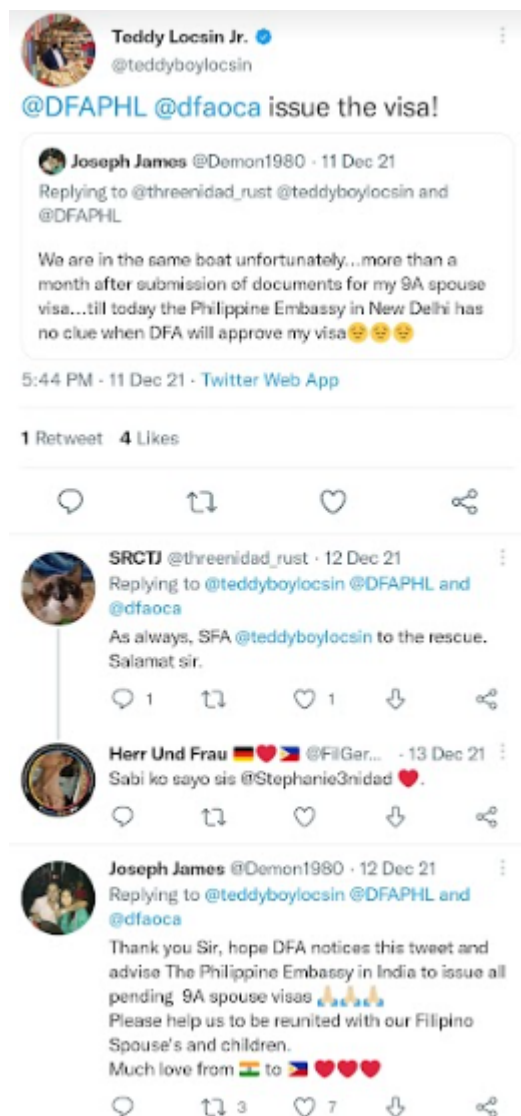 Teddy Locsin Jr.
@teddyboylocsin
@DFAPHL @dfaoca issue the visa!
Joseph James @Demon1980 · 11 Dec 21
Replying to @threenidad_rust @teddyboylocsin and
@DFAPHL
We are in the same boat unfortunately...more than a
month after submission of documents for my 9A spouse
visa...till today the Philippine Embassy in New Delhi has
no clue when DFA will approve my visa😔😔😔
5:44 PM · 11 Dec 21 · Twitter Web App
1 Retweet 4 Likes
SRCTJ @threenidad_rust · 12 Dec 21
Replying to @teddyboylocsin @DFAPHL and
@dfaoca
As always, SFA @teddyboylocsin to the rescue.
Salamat sir.
1 1
Herr Und Frau 🇩🇪❤️🇵🇭 @FilGer... · 13 Dec 21
Sabi ko sayo sis @Stephanie3nidad ❤️.
Joseph James @Demon1980 · 12 Dec 21
Replying to @teddyboylocsin @DFAPHL and
@dfaoca
Thank you Sir, hope DFA notices this tweet and
advise The Philippine Embassy in India to issue all
pending 9A spouse visas 🙏🏻🙏🏻🙏🏻
Please help us to be reunited with our Filipino
Spouse's and children.
Much love from 🇮🇳 to 🇵🇭 ❤️❤️❤️
3 7